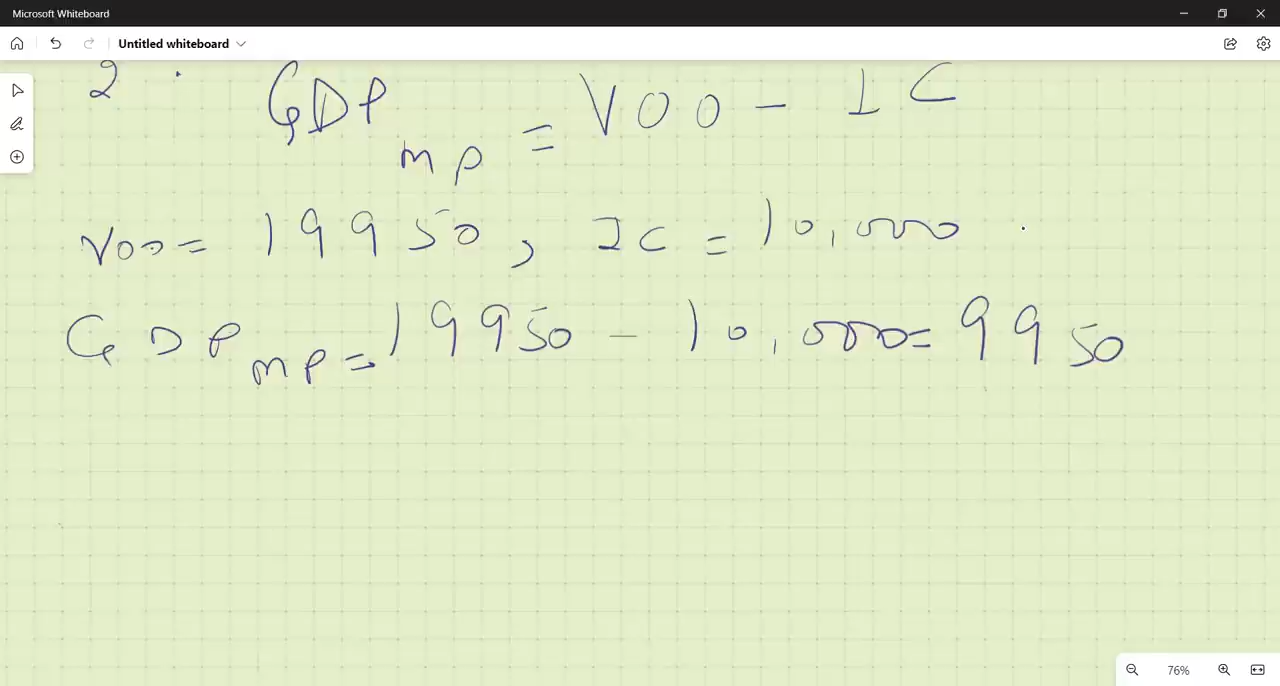 Microsoft Whiteboard
Untitled whiteboard
2. GDP MP = VOO - IC
VOO = 19950, IC = 10,000
GDP MP = 19950 - 10,000 = 9950
76%